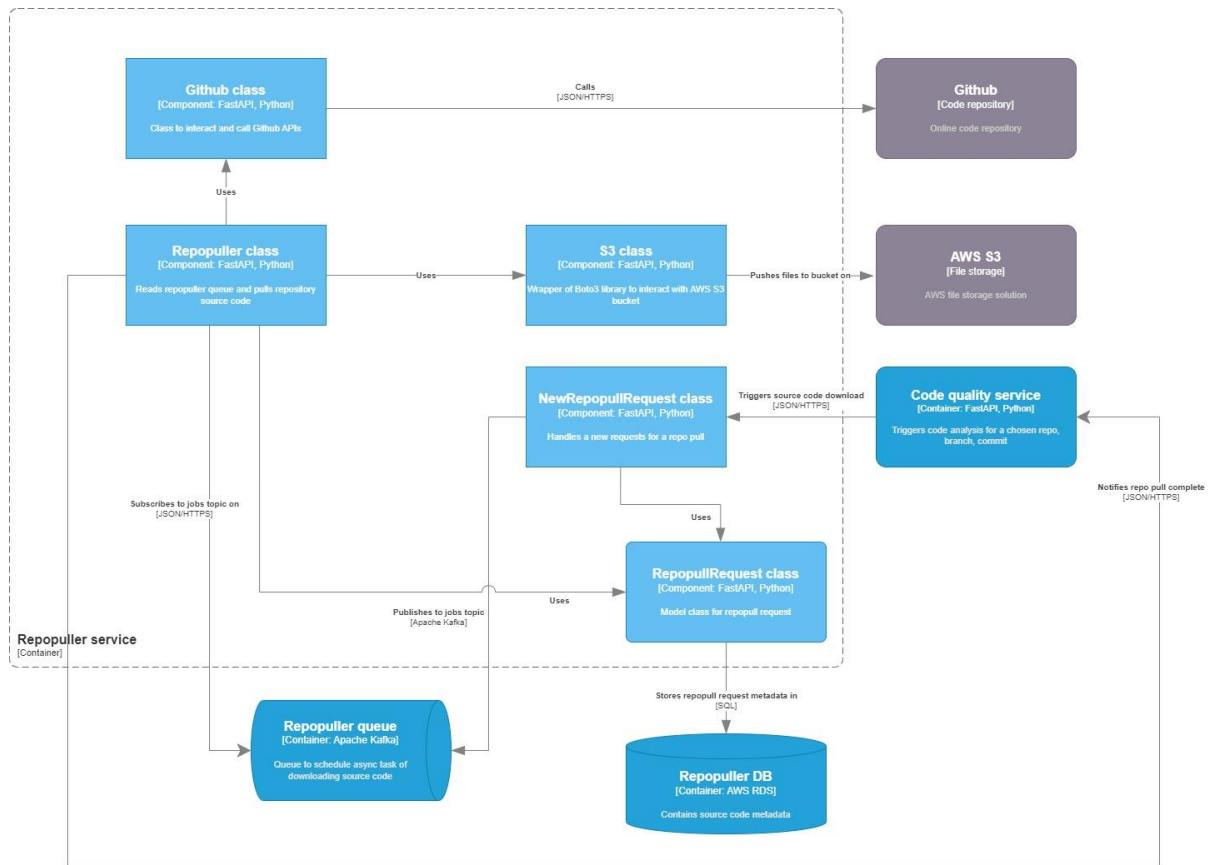 Github class
[Component: FastAPI, Python]
Class to interact and call Github APIs
Calls
[JSON/HTTPS]
Github
[Code repository]
Online code repository
Uses
Repopuller class
[Component: FastAPI, Python]
Reads repopuller queue and pulls repository
source code
Uses
S3 class
[Component: FastAPI, Python]
Wrapper of Boto3 library to interact with AWS S3
bucket
Pushes files to bucket on
AWS S3
[File storage]
AWS file storage solution
NewRepopullRequest class
[Component: FastAPI, Python]
Handles a new requests for a repo pull
Triggers source code download
[JSON/HTTPS]
Code quality service
[Container: FastAPI, Python]
Triggers code analysis for a chosen repo,
branch, commit
Notifies repo pull complete
[JSON/HTTPS]
Subscribes to jobs topic on
[JSON/HTTPS]
Uses
RepopullRequest class
[Component: FastAPI, Python]
Model class for repopull request
Uses
Publishes to jobs topic
[Apache Kafka]
Repopuller service
[Container]
Stores repopull request metadata in
[SQL]
Repopuller queue
[Container: Apache Kafka]
Queue to schedule async task of
downloading source code
Repopuller DB
[Container: AWS RDS]
Contains source code metadata